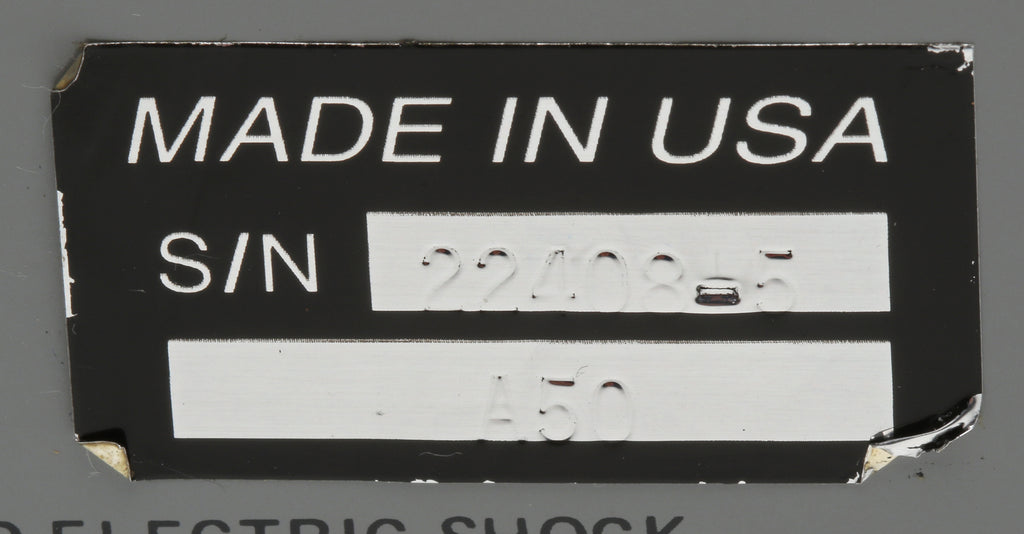 MADE IN USA
S/N 22408-5
A50
ELECTRIC SHOCK